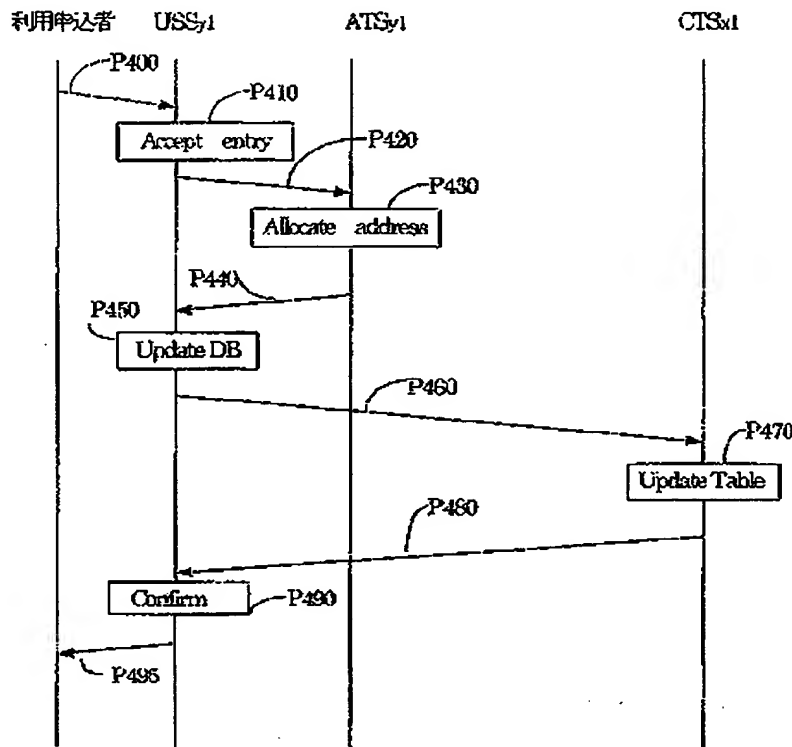 利用申込者 USSy1 ATSy1 CTSx1
P400
P410
Accept entry
P420
P430
Allocate address
P440
P450
Update DB
P460
P470
Update Table
P480
Confirm
P490
P495